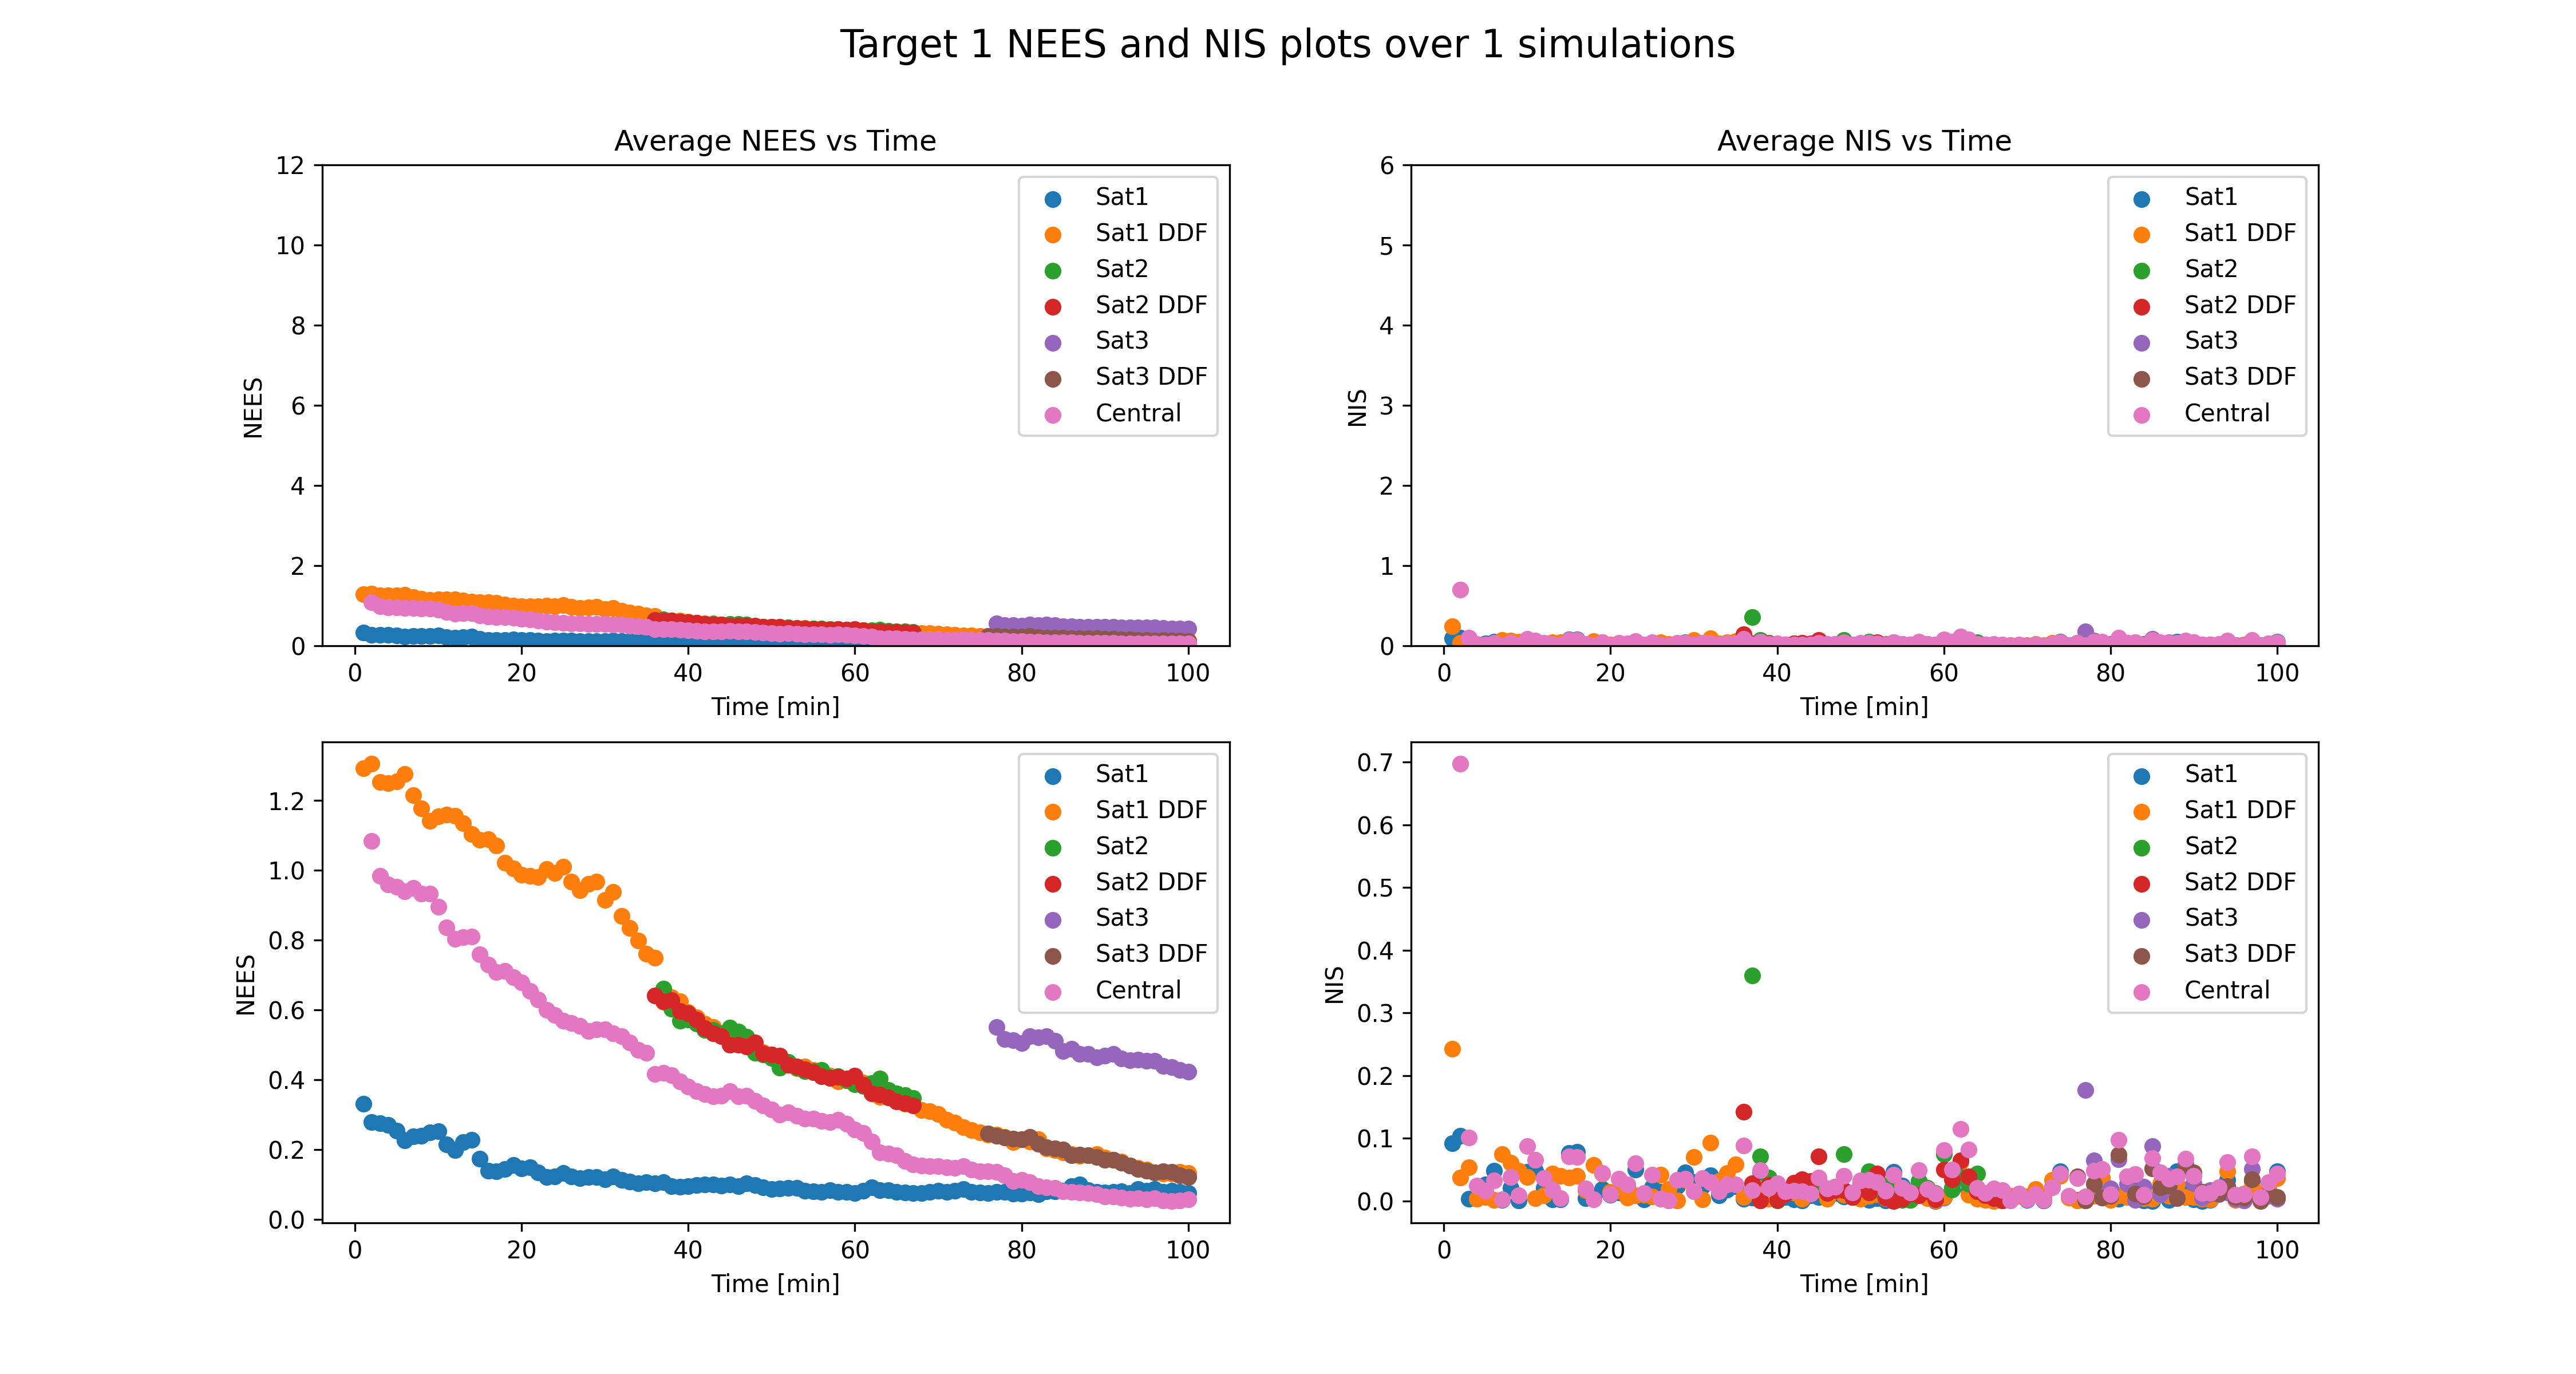 Target 1 NEES and NIS plots over 1 simulations
Average NEES vs Time
12
10
8
6
4
2
0
NEES
0 20 40 60 80 100
Time [min]
Sat1
Sat1 DDF
Sat2
Sat2 DDF
Sat3
Sat3 DDF
Central
Average NIS vs Time
6
5
4
3
2
1
0
NIS
0 20 40 60 80 100
Time [min]
Sat1
Sat1 DDF
Sat2
Sat2 DDF
Sat3
Sat3 DDF
Central
1.2
1.0
0.8
0.6
0.4
0.2
0.0
NEES
0 20 40 60 80 100
Time [min]
Sat1
Sat1 DDF
Sat2
Sat2 DDF
Sat3
Sat3 DDF
Central
0.7
0.6
0.5
0.4
0.3
0.2
0.1
0.0
NIS
0 20 40 60 80 100
Time [min]
Sat1
Sat1 DDF
Sat2
Sat2 DDF
Sat3
Sat3 DDF
Central